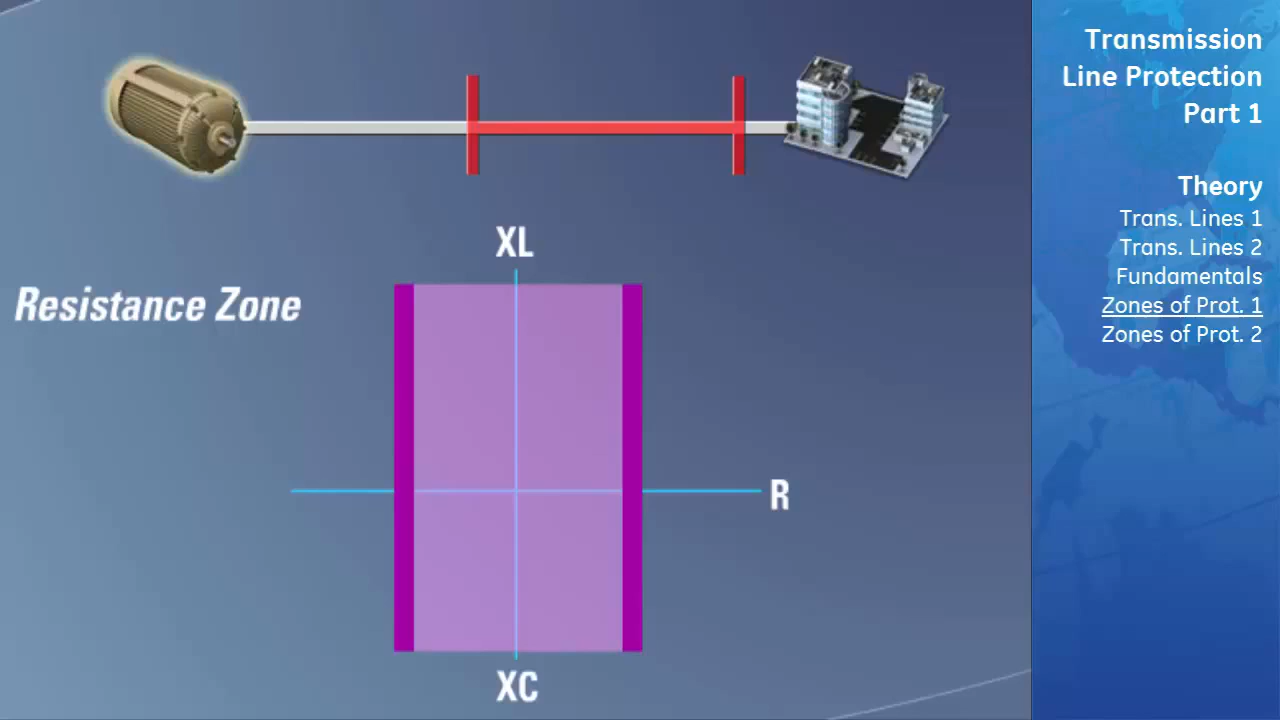 XL
Resistance Zone
R
XC
Transmission
Line Protection
Part 1
Theory
Trans. Lines 1
Trans. Lines 2
Fundamentals
Zones of Prot. 1
Zones of Prot. 2